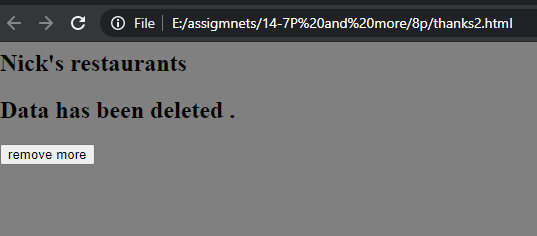 File E:/assigmnets/14-7P%20and%20more/8p/thanks2.html
Nick's restaurants
Data has been deleted .
remove more